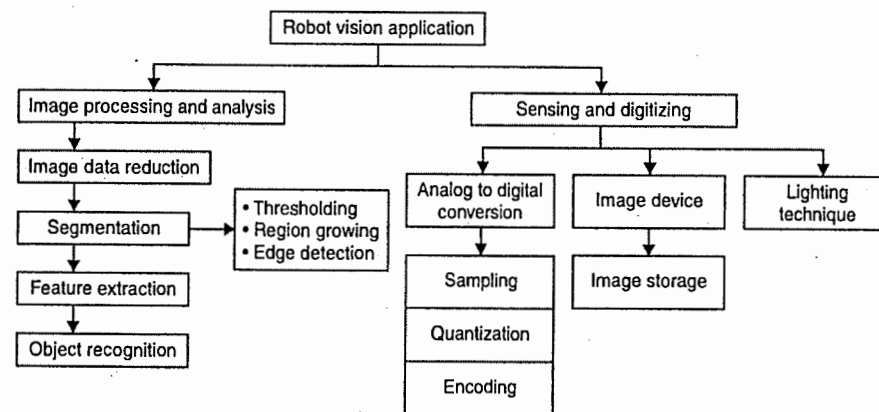 Robot vision application
Image processing and analysis
Sensing and digitizing
Image data reduction
Segmentation
• Thresholding
• Region growing
• Edge detection
Feature extraction
Object recognition
Analog to digital
conversion
Sampling
Quantization
Encoding
Image device
Image storage
Lighting
technique